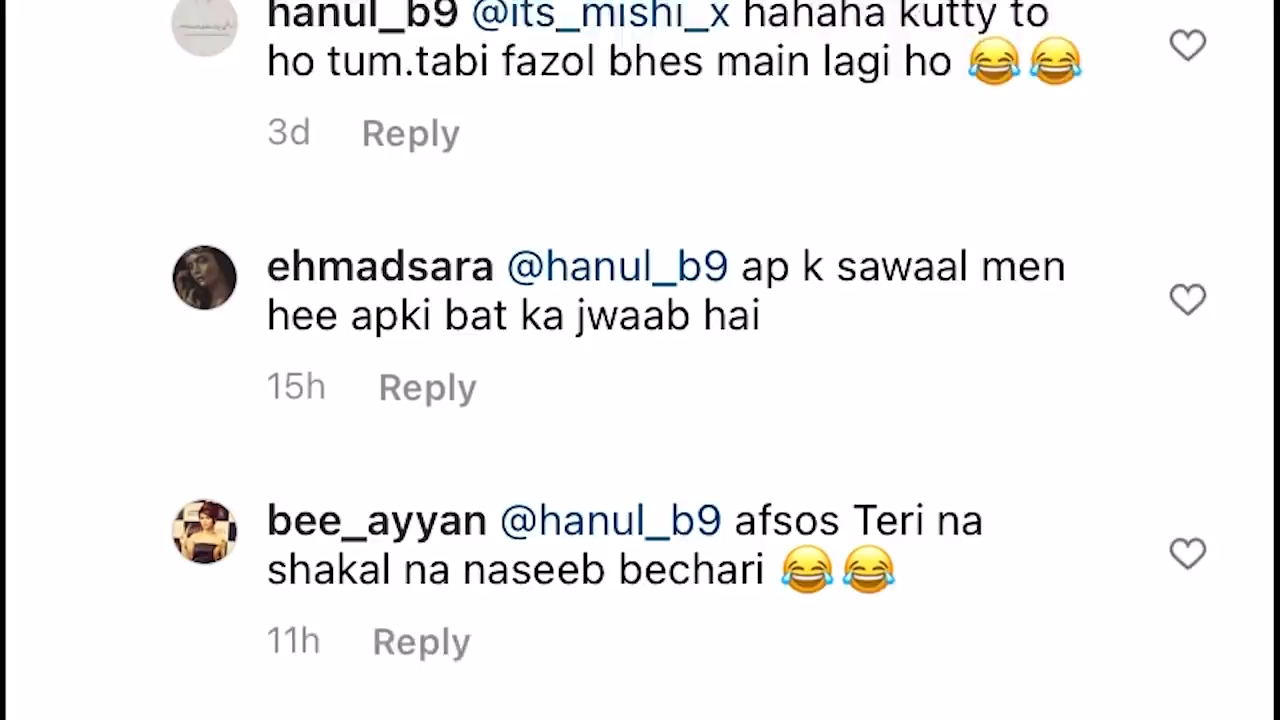 hanul_b9 @its_mishi_x hahaha kutty to
ho tum.tabi fazol bhes main lagi ho 😂😂
3d Reply
ehmadsara @hanul_b9 ap k sawaal men
hee apki bat ka jwaab hai
15h Reply
bee_ayyan @hanul_b9 afsos Teri na
shakal na naseeb bechari 😂😂
11h Reply